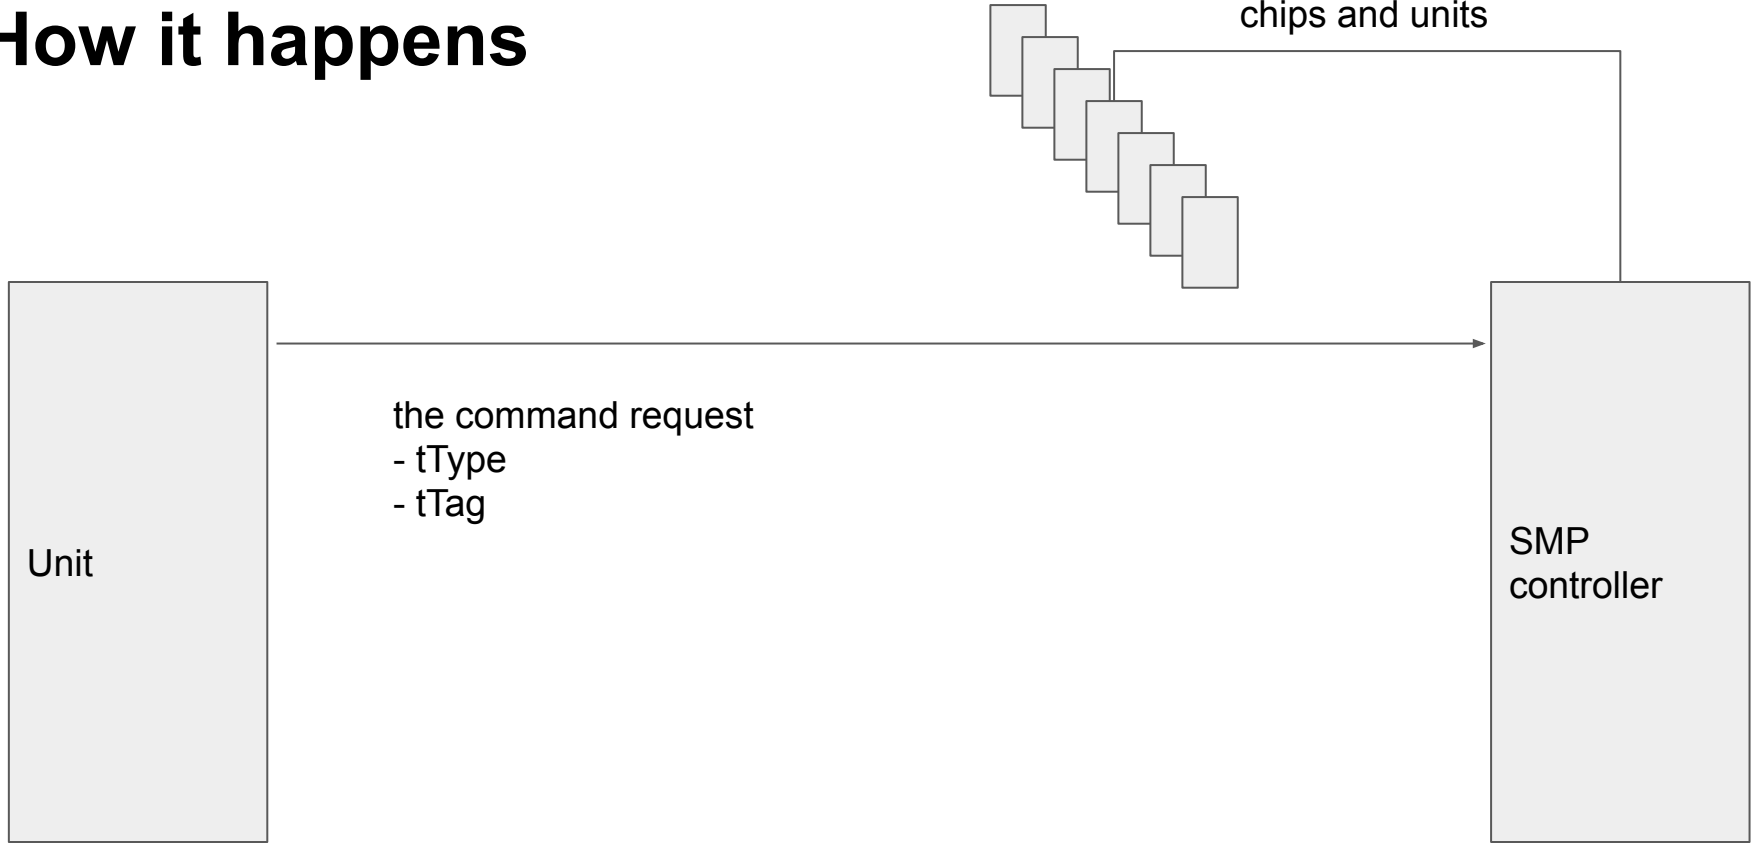 How it happens
chips and units
the command request
- tType
- tTag
Unit
SMP
controller